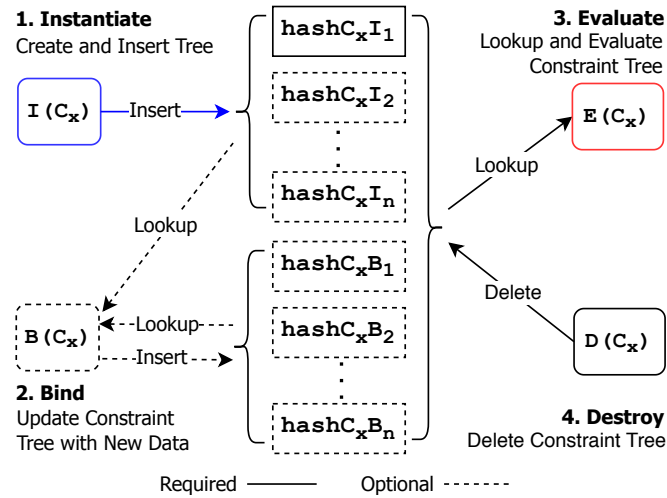 1. Instantiate
Create and Insert Tree
I(Cx)
Insert
hashCxI1
hashCxI2
hashCxIn
3. Evaluate
Lookup and Evaluate
Constraint Tree
E(Cx)
Lookup
Lookup
hashCxB1
hashCxB2
hashCxBn
B(Cx)
Lookup
Insert
2. Bind
Update Constraint
Tree with New Data
Delete
D(Cx)
4. Destroy
Delete Constraint Tree
Required
Optional